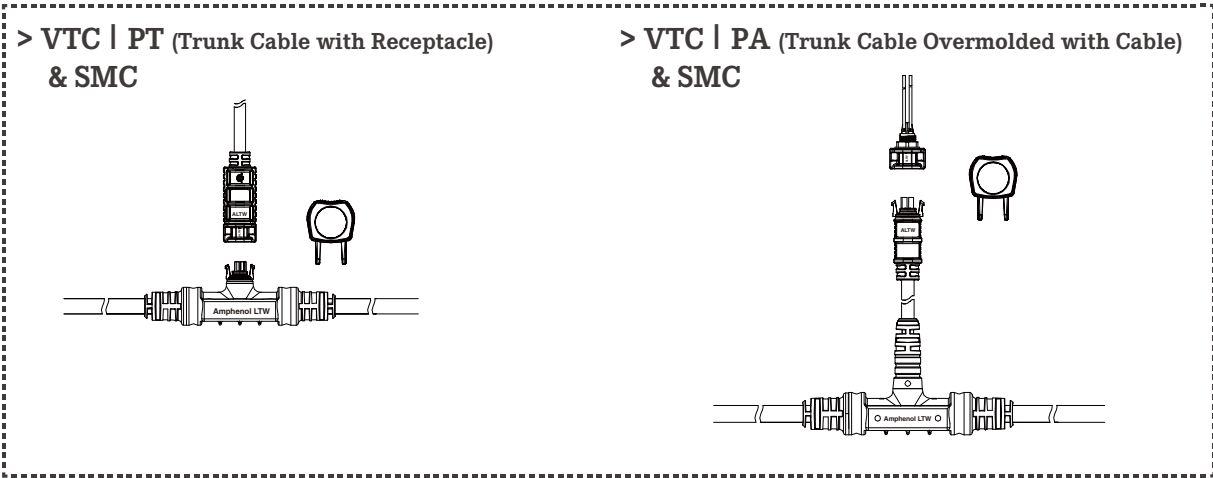 > VTC | PT (Trunk Cable with Receptacle)
& SMC
ALTW
Amphenol LTW
> VTC | PA (Trunk Cable Overmolded with Cable)
& SMC
ALTW
Amphenol LTW